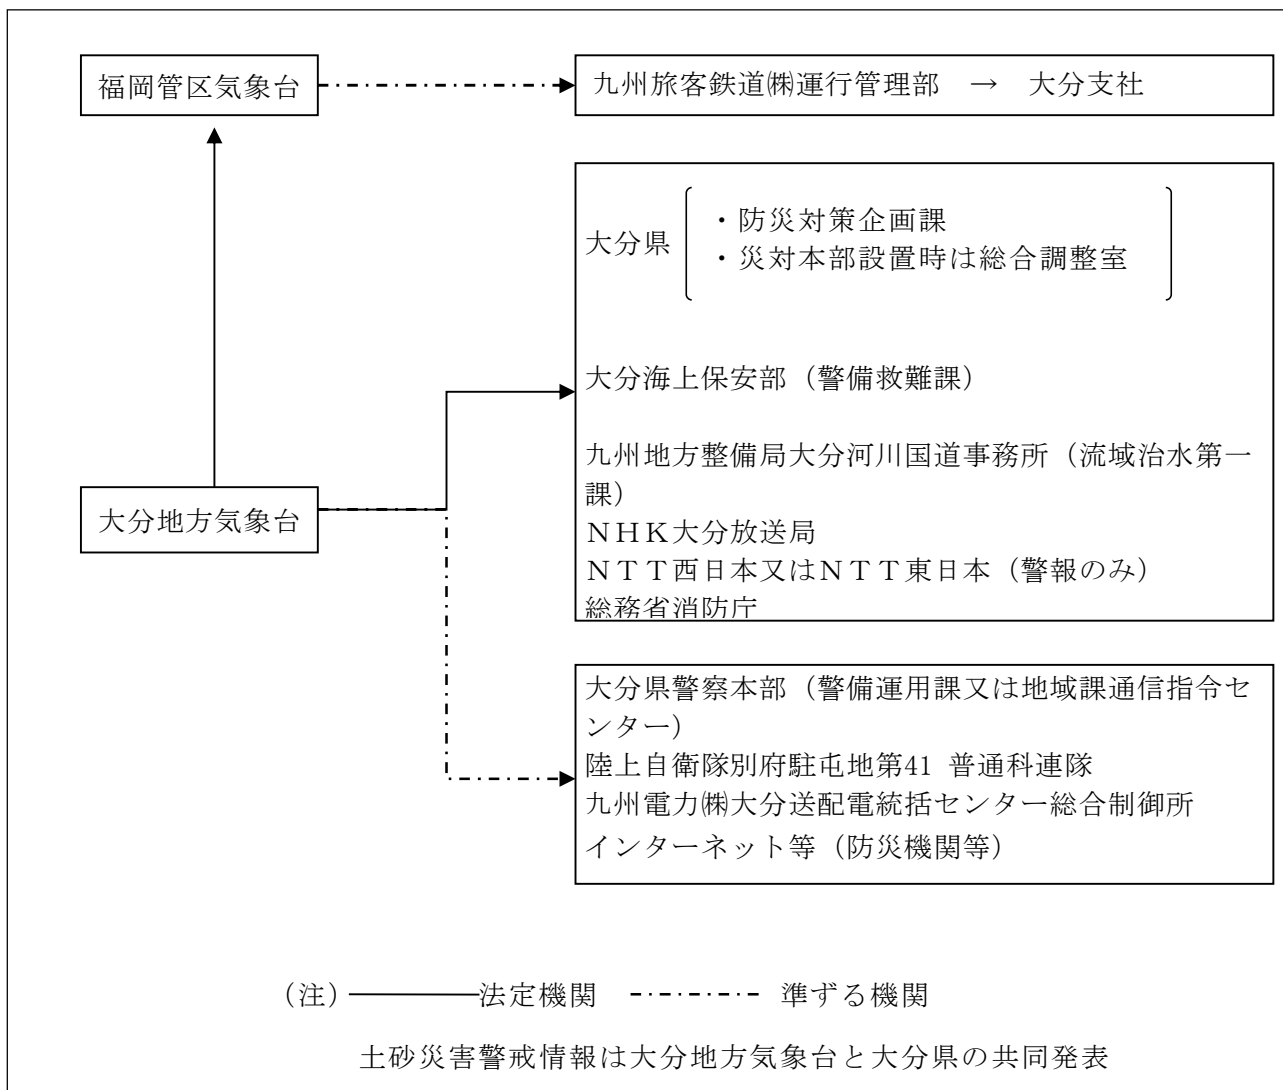 福岡管区気象台
九州旅客鉄道㈱運行管理部 → 大分支社
大分県
・防災対策企画課
・災対本部設置時は総合調整室
大分海上保安部（警備救難課）
九州地方整備局大分河川国道事務所（流域治水第一
課）
ＮＨＫ大分放送局
ＮＴＴ西日本又はＮＴＴ東日本（警報のみ）
総務省消防庁
大分地方気象台
大分県警察本部（警備運用課又は地域課通信指令セ
ンター）
陸上自衛隊別府駐屯地第41 普通科連隊
九州電力㈱大分送配電統括センター総合制御所
インターネット等（防災機関等）
（注） 法定機関 準ずる機関
土砂災害警戒情報は大分地方気象台と大分県の共同発表